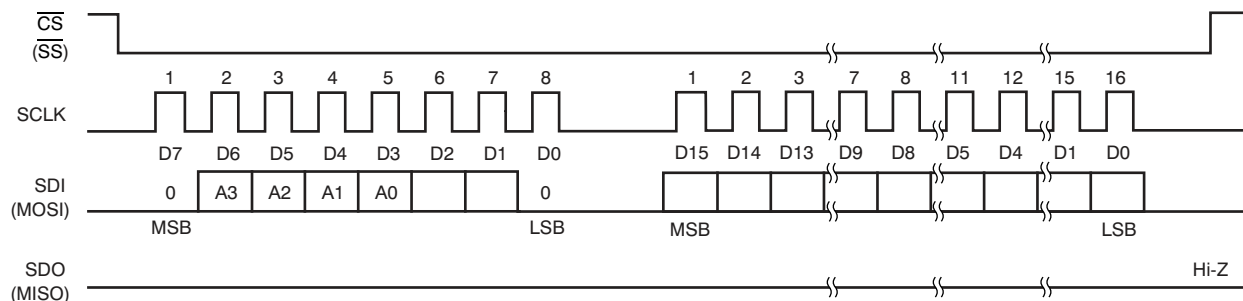 CS
(SS)
1 2 3 4 5 6 7 8 1 2 3 7 8 11 12 15 16
SCLK
D7 D6 D5 D4 D3 D2 D1 D0 D15 D14 D13 D9 D8 D5 D4 D1 D0
SDI
(MOSI)
0 A3 A2 A1 A0 0
MSB LSB MSB LSB
SDO
(MISO)
Hi-Z